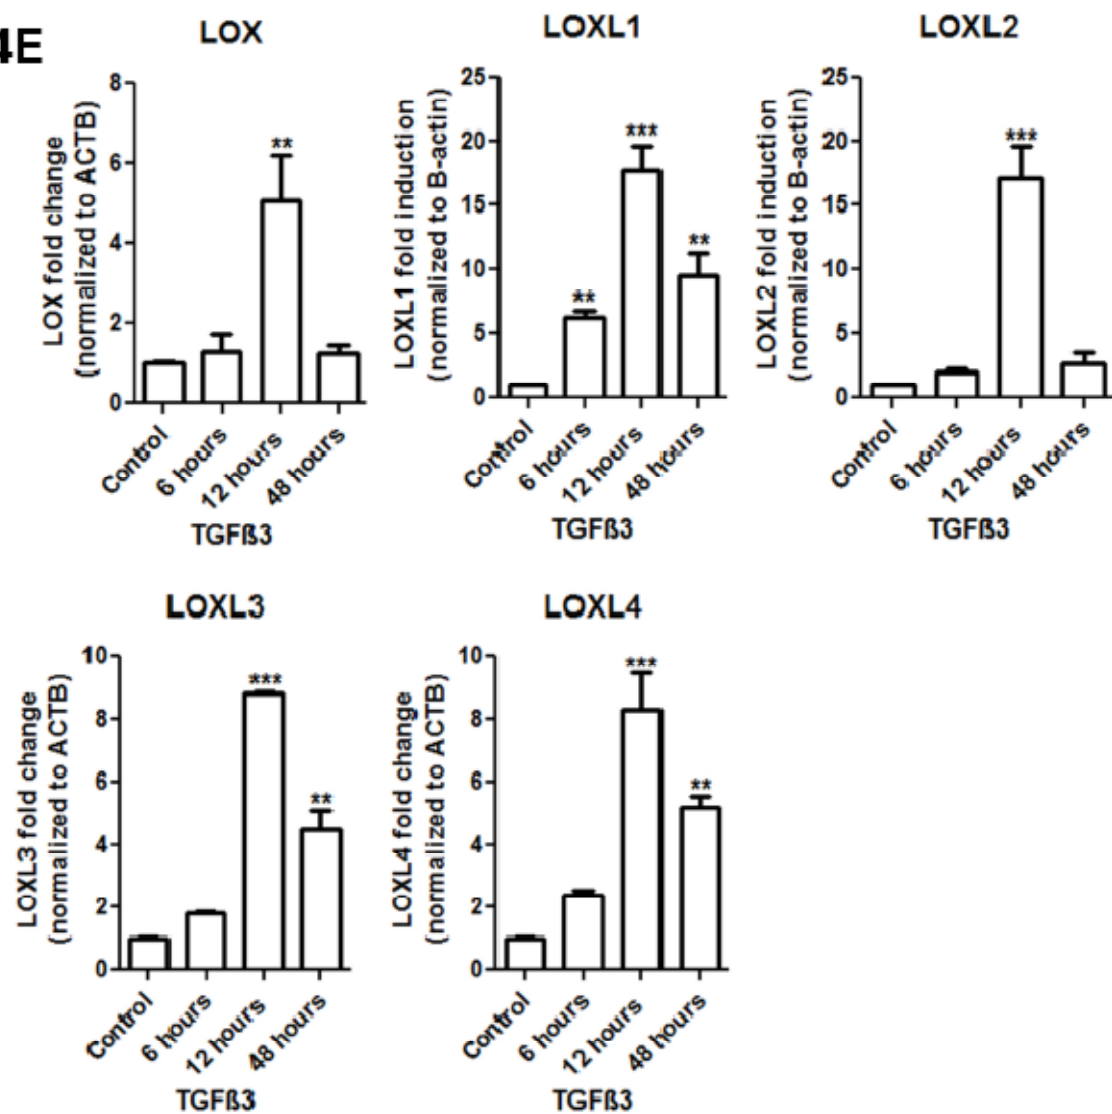 4E
LOX
LOX fold change
(normalized to ACTB)
8
6
4
2
0
**
Control
6 hours
12 hours
48 hours
TGFß3
LOXL1
LOXL1 fold induction
(normalized to B-actin)
25
20
15
10
5
0
**
***
**
Control
6 hours
12 hours
48 hours
TGFß3
LOXL2
LOXL2 fold induction
(normalized to B-actin)
25
20
15
10
5
0
***
Control
6 hours
12 hours
48 hours
TGFß3
LOXL3
LOXL3 fold change
(normalized to ACTB)
10
8
6
4
2
0
***
**
Control
6 hours
12 hours
48 hours
TGFß3
LOXL4
LOXL4 fold change
(normalized to ACTB)
10
8
6
4
2
0
***
**
Control
6 hours
12 hours
48 hours
TGFß3